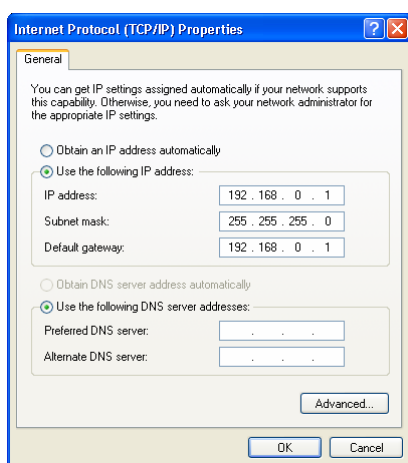 Internet Protocol (TCP/IP) Properties
General
You can get IP settings assigned automatically if your network supports
this capability. Otherwise, you need to ask your network administrator for
the appropriate IP settings.
Obtain an IP address automatically
Use the following IP address:
IP address: 192 . 168 . 0 . 1
Subnet mask: 255 . 255 . 255 . 0
Default gateway: 192 . 168 . 0 . 1
Obtain DNS server address automatically
Use the following DNS server addresses:
Preferred DNS server: . . .
Alternate DNS server: . . .
Advanced...
OK Cancel